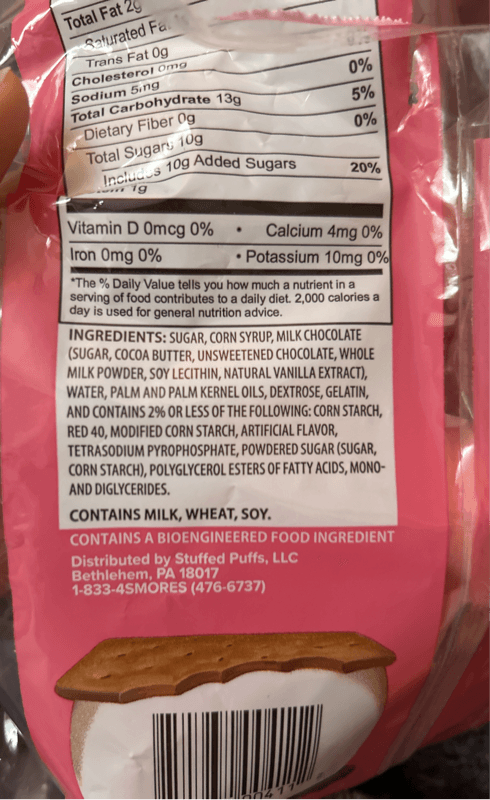 Total Fat 2g
Saturated Fa
Trans Fat 0g
Cholesterol 0mg 0%
Sodium 5mg
Total Carbohydrate 13g 5%
Dietary Fiber 0g 0%
Total Sugars 10g
Includes 10g Added Sugars 20%
1g
Vitamin D 0mcg 0% • Calcium 4mg 0%
Iron 0mg 0% • Potassium 10mg 0%
*The % Daily Value tells you how much a nutrient in a
serving of food contributes to a daily diet. 2,000 calories a
day is used for general nutrition advice.
INGREDIENTS: SUGAR, CORN SYRUP, MILK CHOCOLATE
(SUGAR, COCOA BUTTER, UNSWEETENED CHOCOLATE, WHOLE
MILK POWDER, SOY LECITHIN, NATURAL VANILLA EXTRACT),
WATER, PALM AND PALM KERNEL OILS, DEXTROSE, GELATIN,
AND CONTAINS 2% OR LESS OF THE FOLLOWING: CORN STARCH,
RED 40, MODIFIED CORN STARCH, ARTIFICIAL FLAVOR,
TETRASODIUM PYROPHOSPHATE, POWDERED SUGAR (SUGAR,
CORN STARCH), POLYGLYCEROL ESTERS OF FATTY ACIDS, MONO-
AND DIGLYCERIDES.
CONTAINS MILK, WHEAT, SOY.
CONTAINS A BIOENGINEERED FOOD INGREDIENT
Distributed by Stuffed Puffs, LLC
Bethlehem, PA 18017
1-833-4SMORES (476-6737)